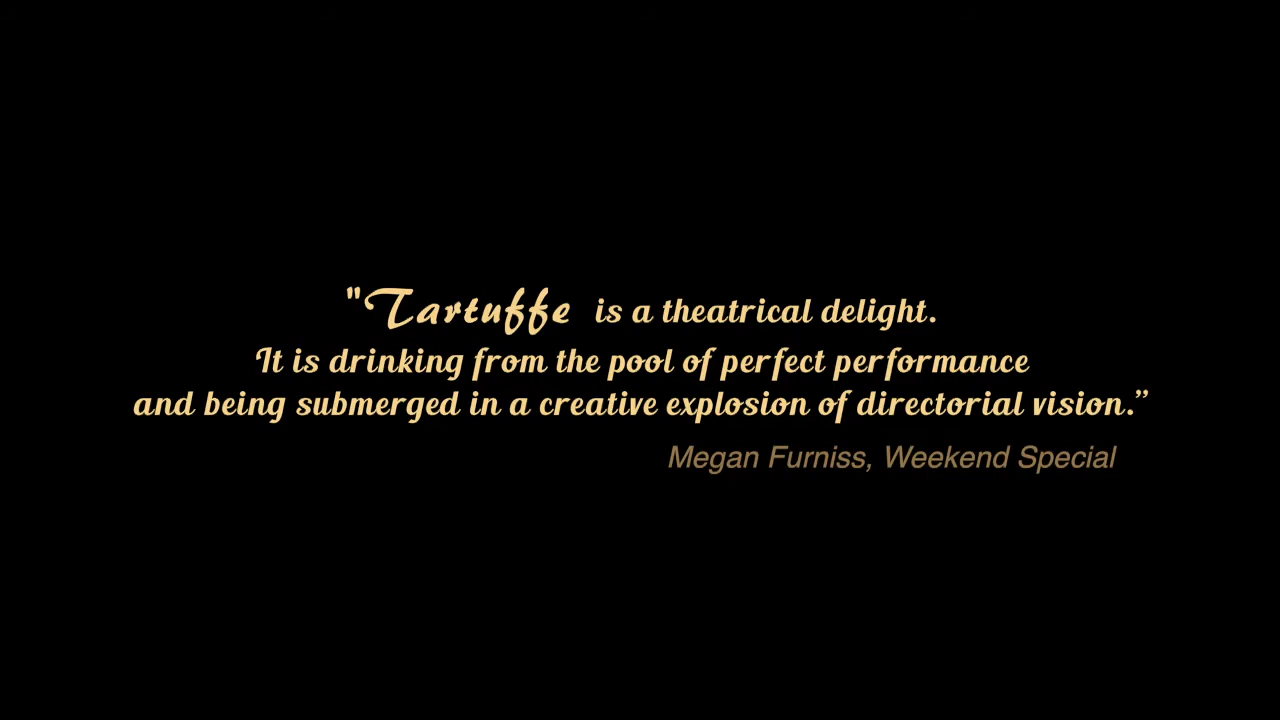 "Tartuffe is a theatrical delight.
It is drinking from the pool of perfect performance
and being submerged in a creative explosion of directorial vision.”
Megan Furniss, Weekend Special